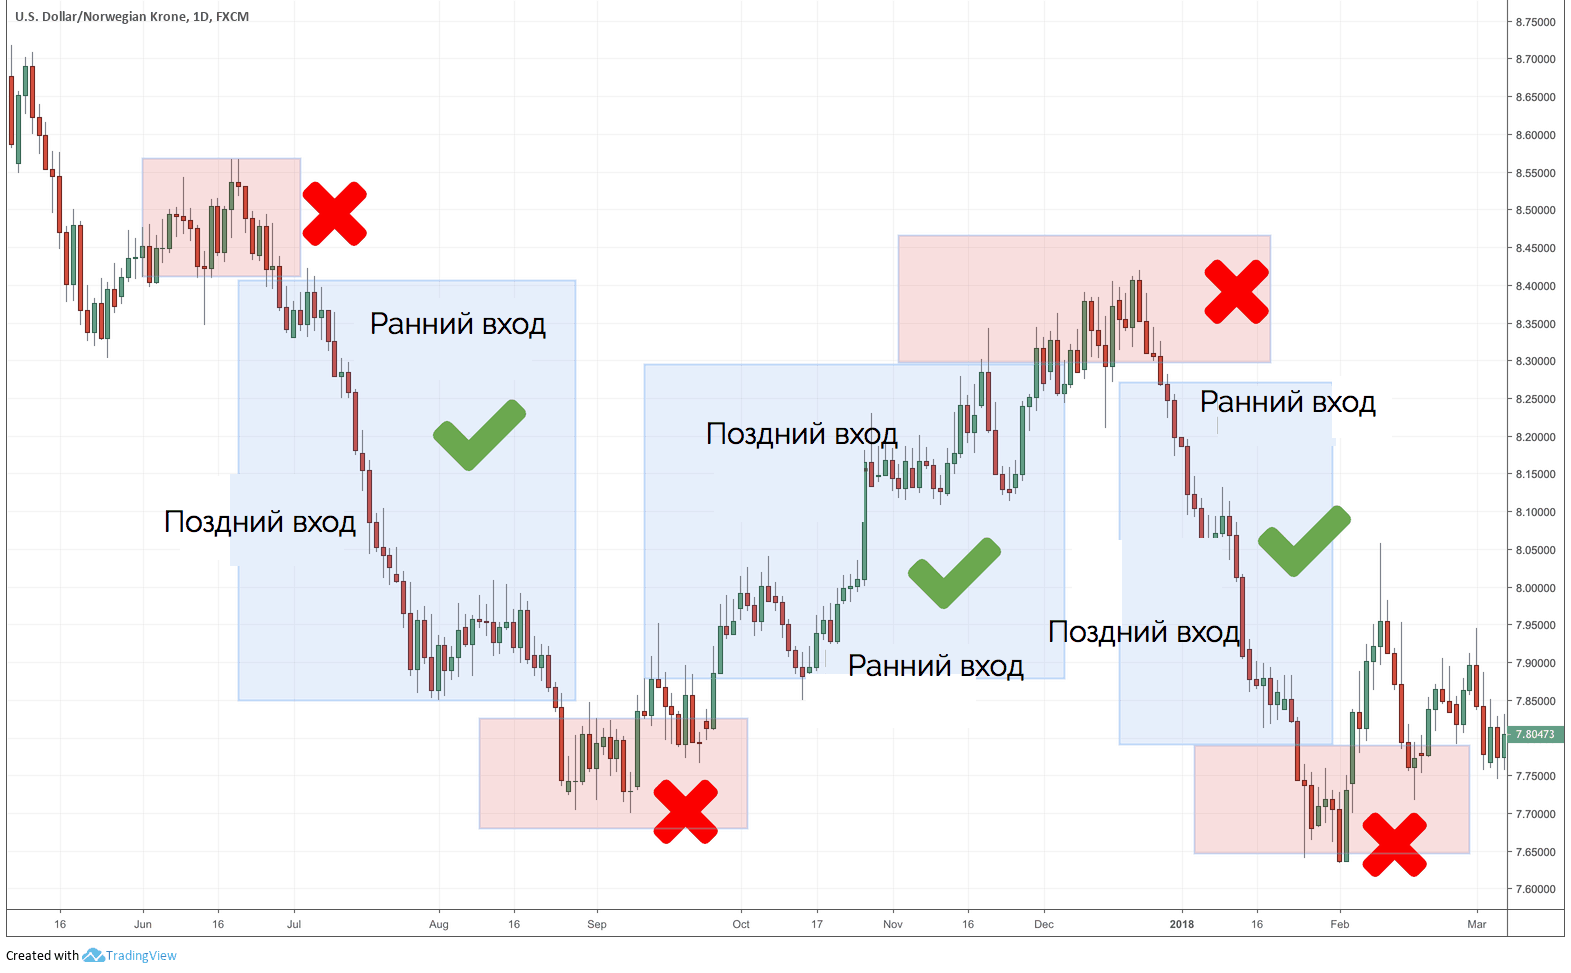 U.S. Dollar/Norwegian Krone, 1D, FXCM
8.75000
8.70000
8.65000
8.60000
8.55000
8.50000
8.45000
8.40000
8.35000
8.30000
8.25000
8.20000
8.15000
8.10000
8.05000
8.00000
7.95000
7.90000
7.85000
7.80473
7.75000
7.70000
7.65000
7.60000
Ранний вход
Поздний вход
Поздний вход
Ранний вход
Ранний вход
Поздний вход
16 Jun 16 Jul Aug 16 Sep Oct 17 Nov 16 Dec 2018 16 Feb Mar
Created with TradingView